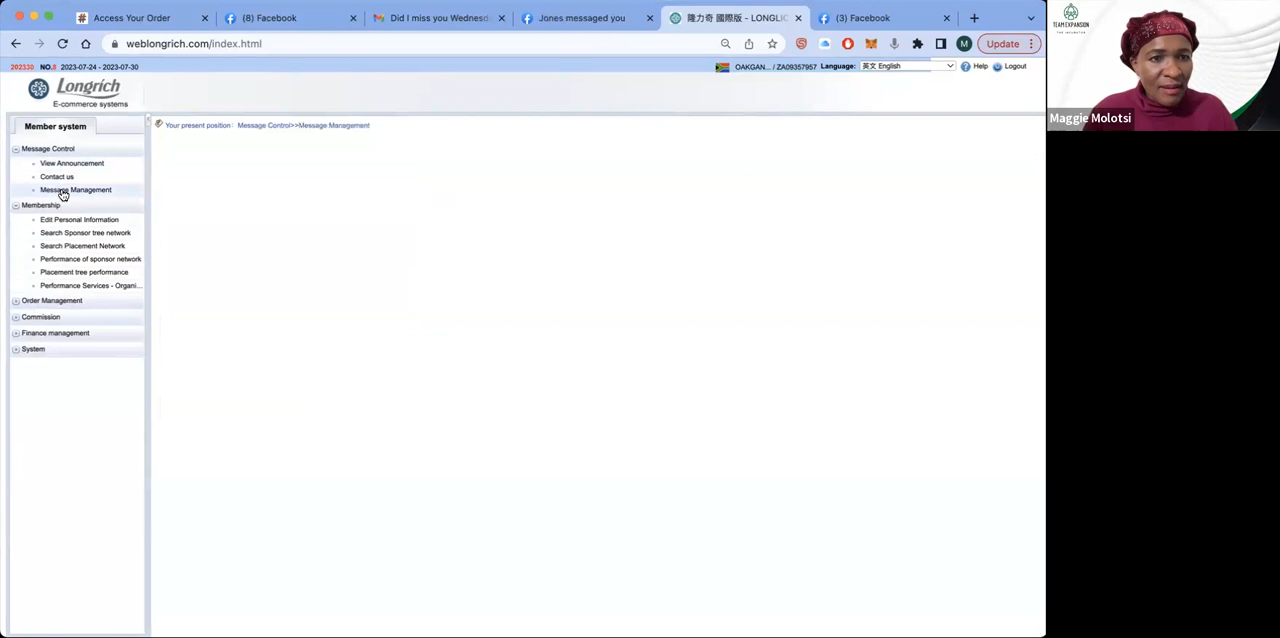 Access Your Order
(8) Facebook
Did I miss you Wednesd
Jones messaged you
隆力奇 國際版 - LONGLIC
(3) Facebook
weblongrich.com/index.html
M
Update
202330 NO.8 2023-07-24 - 2023-07-30
OAKGAN... / ZA09357957 Language: 英文 English
Help
Logout
Longrich
E-commerce systems
Member system
Your present position: Message Control>>Message Management
Message Control
View Announcement
Contact us
Message Management
Membership
Edit Personal Information
Search Sponsor tree network
Search Placement Network
Performance of sponsor network
Placement tree performance
Performance Services - Organi...
Order Management
Commission
Finance management
System
TEAM EXPANSION
THE INCUBATOR
Maggie Molotsi